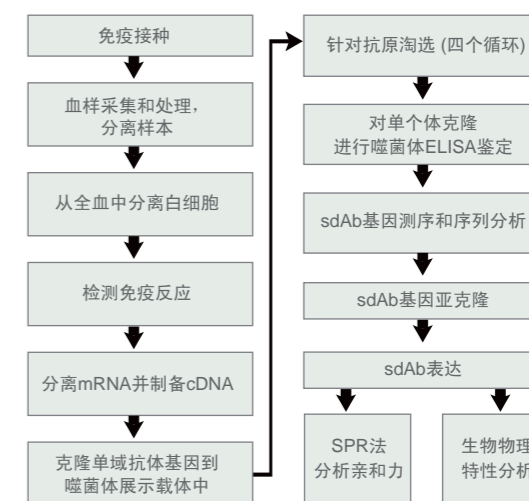 免疫接种
血样采集和处理，
分离样本
从全血中分离白细胞
检测免疫反应
分离mRNA并制备cDNA
克隆单域抗体基因到
噬菌体展示载体中
针对抗原淘选 (四个循环)
对单个体克隆
进行噬菌体ELISA鉴定
sdAb基因测序和序列分析
sdAb基因亚克隆
sdAb表达
SPR法
分析亲和力
生物物理
特性分析